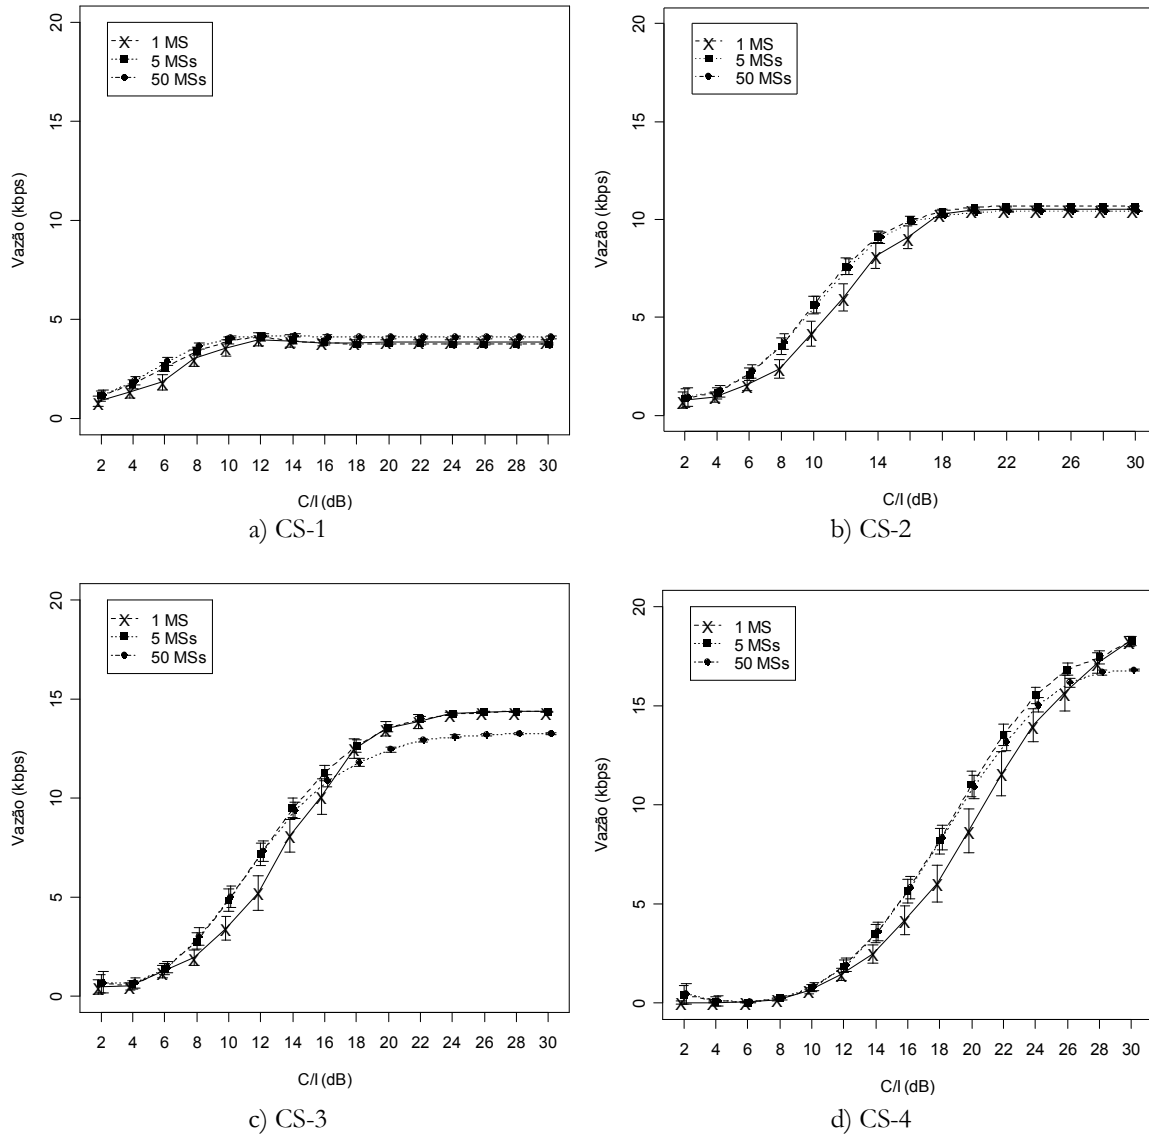 20
15
10
5
0
Vazão (kbps)
1 MS
5 MSs
50 MSs
2 4 6 8 10 12 14 16 18 20 22 24 26 28 30
C/I (dB)
a) CS-1
20
15
10
5
0
Vazão (kbps)
1 MS
5 MSs
50 MSs
2 4 6 8 10 14 18 22 26 30
C/I (dB)
b) CS-2
20
15
10
5
0
Vazão (kbps)
1 MS
5 MSs
50 MSs
2 4 6 8 10 12 14 16 18 20 22 24 26 28 30
C/I (dB)
c) CS-3
20
15
10
5
0
Vazão (kbps)
1 MS
5 MSs
50 MSs
2 4 6 8 10 12 14 16 18 20 22 24 26 28 30
C/I (dB)
d) CS-4